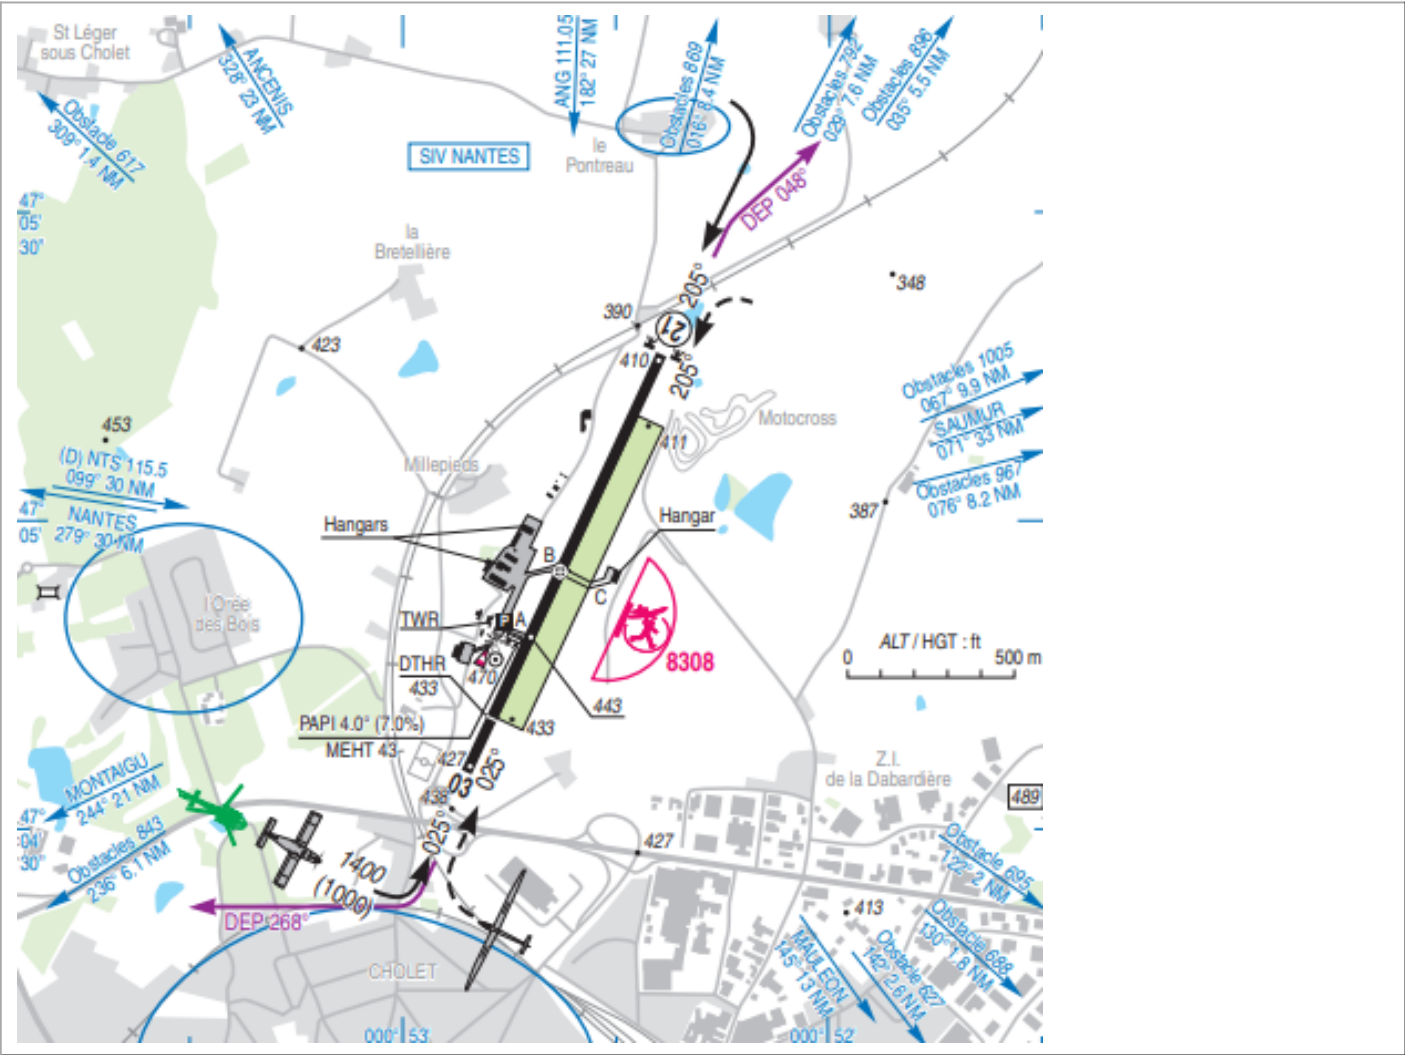 St Léger
sous Cholet
ANCENIS
328° 23 NM
ANG 111.05
182° 27 NM
Obstacles 869
016° 8.4 NM
Obstacles 792
029° 7.6 NM
Obstacles 896
035° 5.5 NM
Obstacle 617
309° 1.4 NM
SIV NANTES
le
Pontreau
DEP 048°
47°
05'
30"
la
Bretellière
205°
348
390
21
423
410
205°
Obstacles 1005
067° 9.9 NM
SAUMUR
071° 33 NM
Obstacles 967
076° 8.2 NM
Motocross
453
411
(D) NTS 115.5
099° 30 NM
NANTES
279° 30 NM
47°
05'
Millepieds
387
Hangars
Hangar
B
C
l'Orée
des Bois
TWR
P
A
ALT / HGT : ft
0
500 m
8308
DTHR
433
470
443
PAPI 4.0° (7.0%)
MEHT 43
433
427
025°
03
438
Z.I.
de la Dabardière
MONTAIGU
244° 21 NM
489
47°
04'
30"
025°
427
Obstacles 843
236° 6.1 NM
1400
(1000)
Obstacle 695
122° 2 NM
DEP 268°
413
Obstacle 688
130° 1.8 NM
MAULEON
145° 13 NM
Obstacle 627
142° 2.6 NM
CHOLET
000° 53'
000° 52'